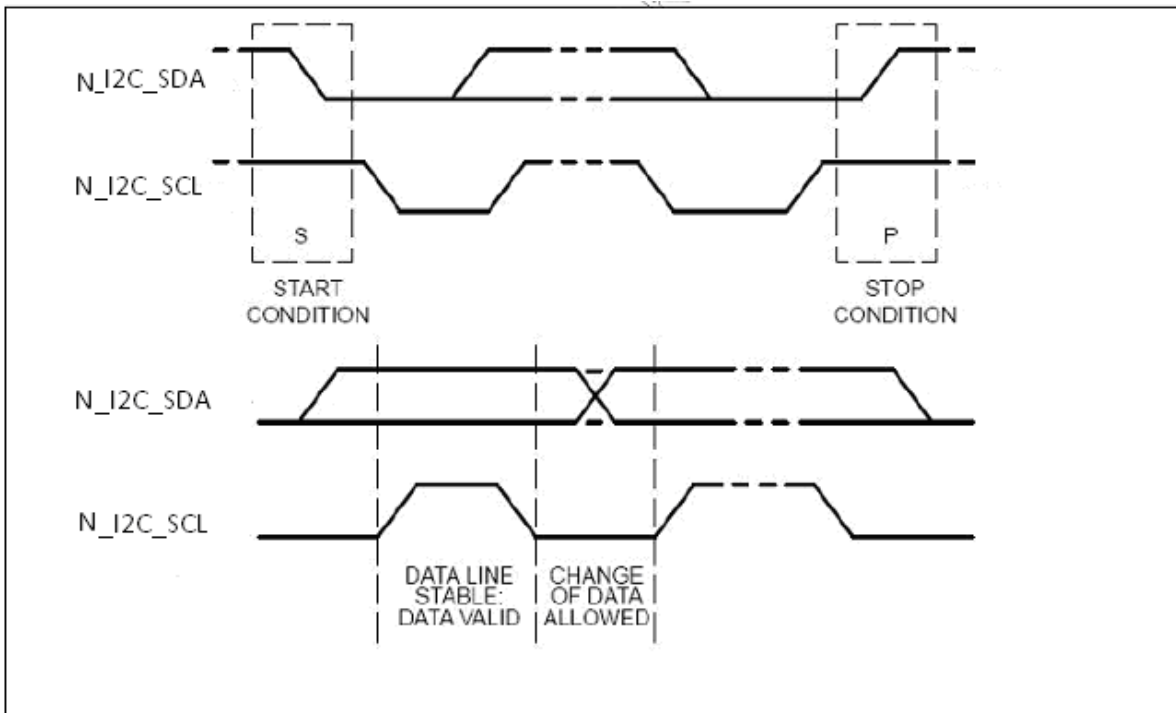 N_I2C_SDA
N_I2C_SCL
S
P
START
CONDITION
STOP
CONDITION
N_I2C_SDA
N_I2C_SCL
DATA LINE
STABLE:
DATA VALID
CHANGE
OF DATA
ALLOWED